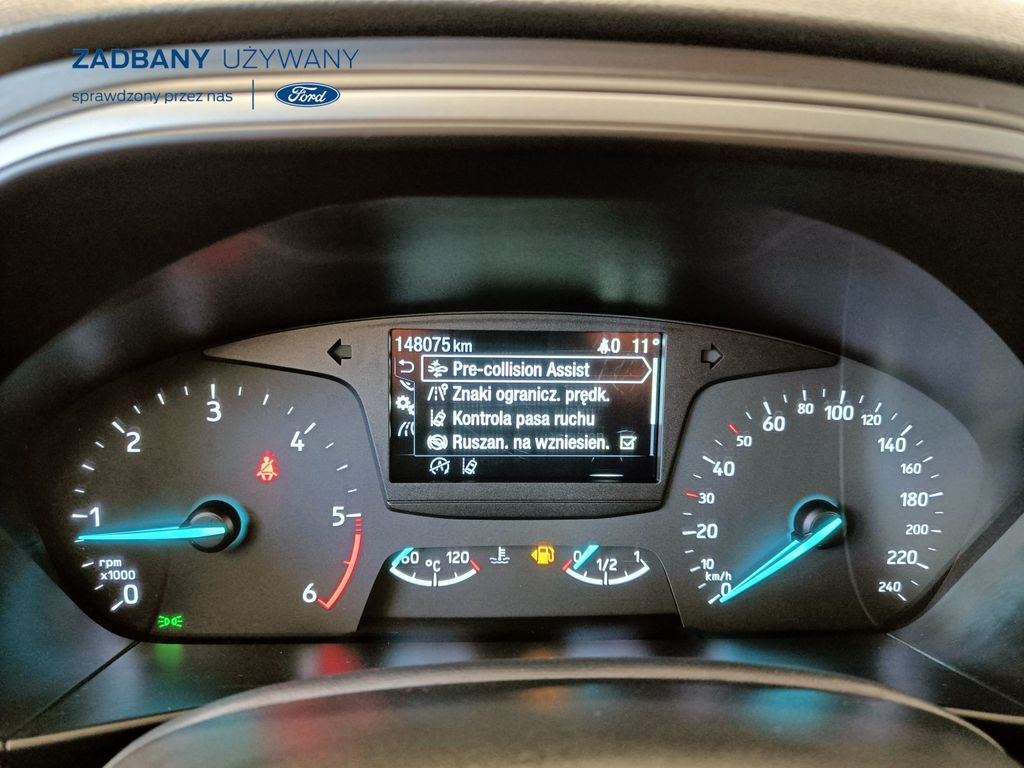 ZADBANY UŻYWANY
sprawdzony przez nas
Ford
148075 km
0 11°
Pre-collision Assist
Znaki ogranicz. prędk.
Kontrola pasa ruchu
Ruszan. na wzniesien.
0
1
2
3
4
5
6
rpm
x1000
60 °C 120
0 1/2 1
0
10
20
30
40
50
60
80
100
120
140
160
180
200
220
240
km/h